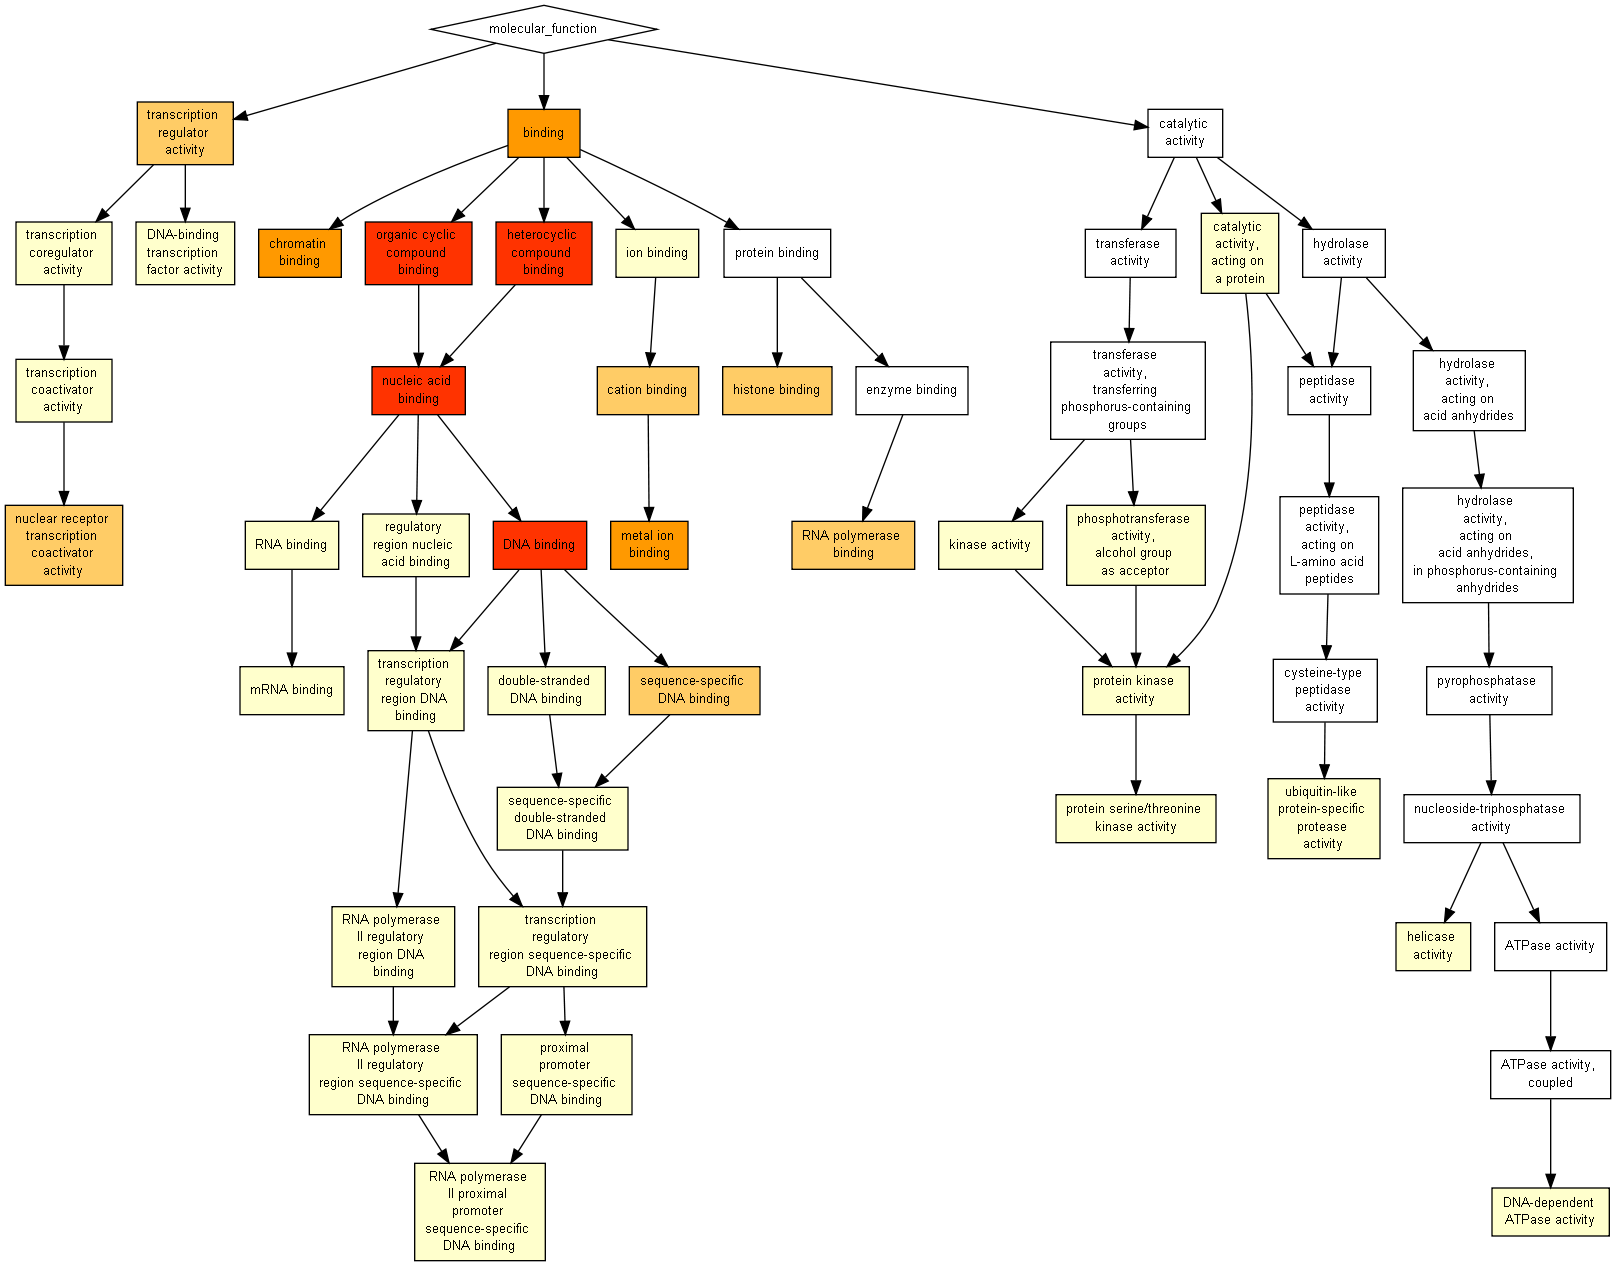 molecular_function
transcription
regulator
activity
binding
catalytic
activity
transcription
coregulator
activity
DNA-binding
transcription
factor activity
chromatin
binding
organic cyclic
compound
binding
heterocyclic
compound
binding
ion binding
protein binding
transferase
activity
catalytic
activity,
acting on
a protein
hydrolase
activity
transcription
coactivator
activity
nucleic acid
binding
cation binding
histone binding
enzyme binding
transferase
activity,
transferring
phosphorus-containing
groups
peptidase
activity
hydrolase
activity,
acting on
acid anhydrides
nuclear receptor
transcription
coactivator
activity
RNA binding
regulatory
region nucleic
acid binding
DNA binding
metal ion
binding
RNA polymerase
binding
kinase activity
phosphotransferase
activity,
alcohol group
as acceptor
peptidase
activity,
acting on
L-amino acid
peptides
hydrolase
activity,
acting on
acid anhydrides,
in phosphorus-containing
anhydrides
mRNA binding
transcription
regulatory
region DNA
binding
double-stranded
DNA binding
sequence-specific
DNA binding
protein kinase
activity
cysteine-type
peptidase
activity
pyrophosphatase
activity
sequence-specific
double-stranded
DNA binding
protein serine/threonine
kinase activity
ubiquitin-like
protein-specific
protease
activity
nucleoside-triphosphatase
activity
RNA polymerase
II regulatory
region DNA
binding
transcription
regulatory
region sequence-specific
DNA binding
helicase
activity
ATPase activity
RNA polymerase
II regulatory
region sequence-specific
DNA binding
proximal
promoter
sequence-specific
DNA binding
ATPase activity,
coupled
RNA polymerase
II proximal
promoter
sequence-specific
DNA binding
DNA-dependent
ATPase activity